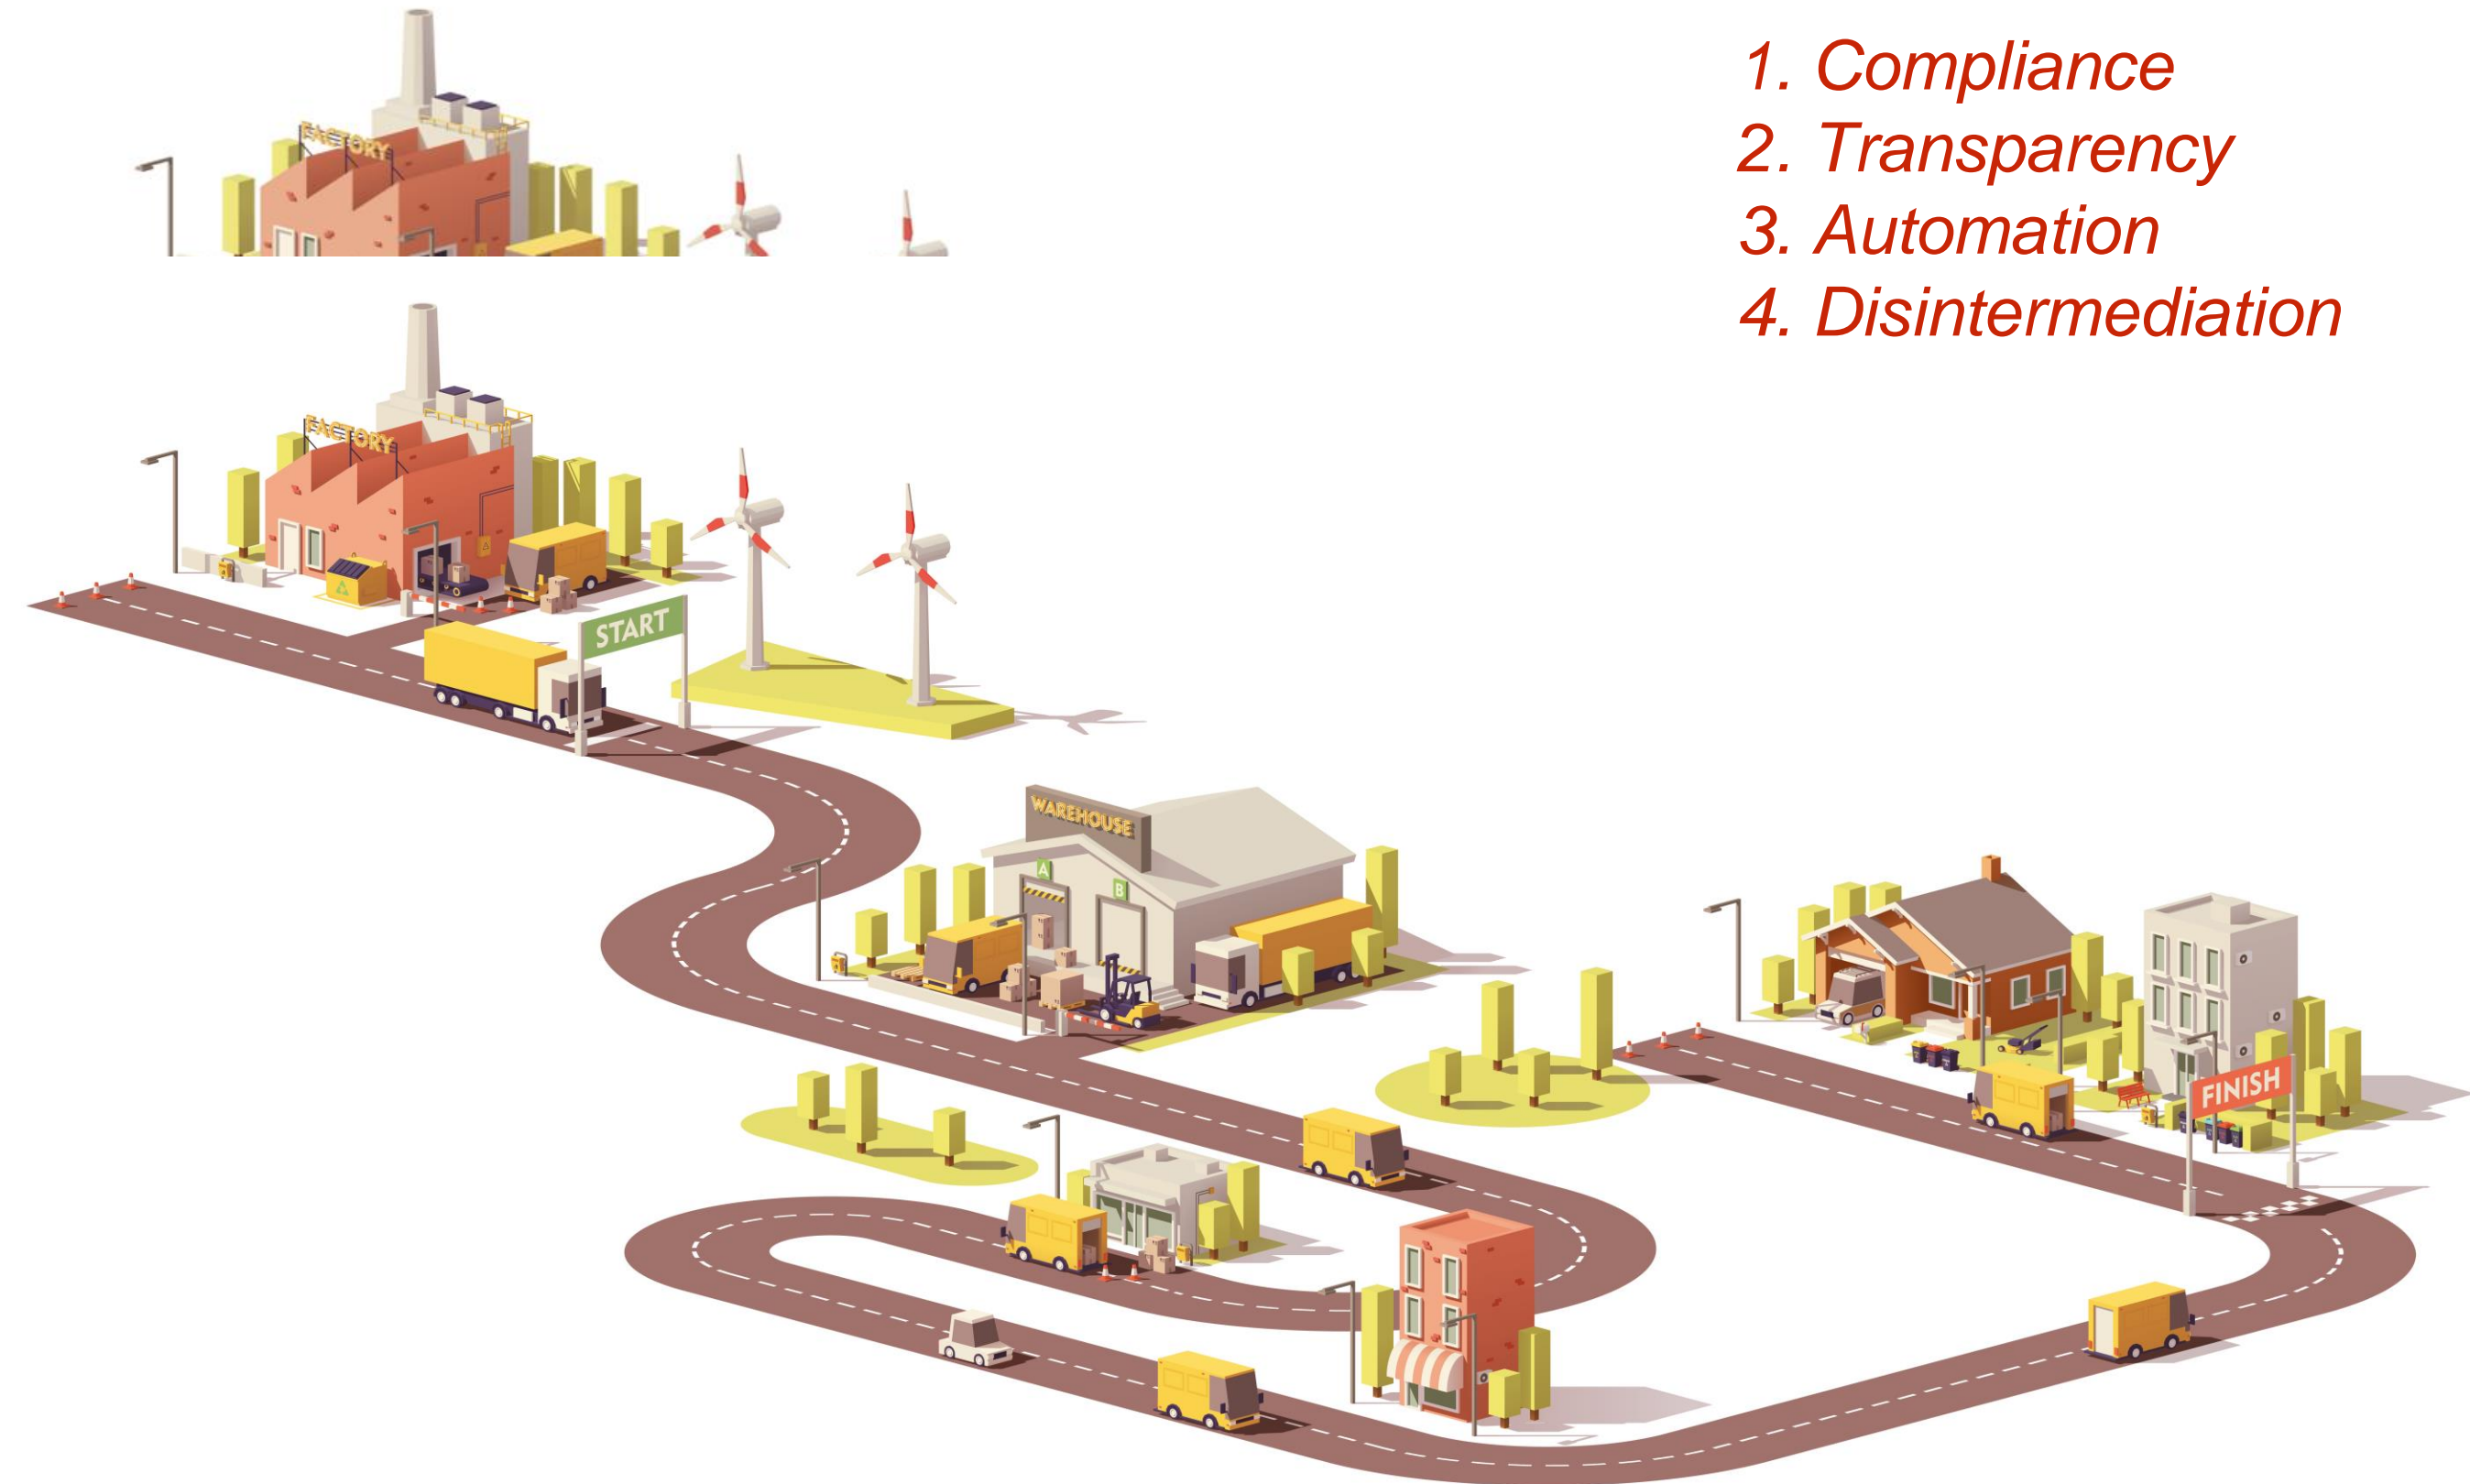 1. Compliance
2. Transparency
3. Automation
4. Disintermediation
FACTORY
FACTORY
START
WAREHOUSE
A
B
FINISH